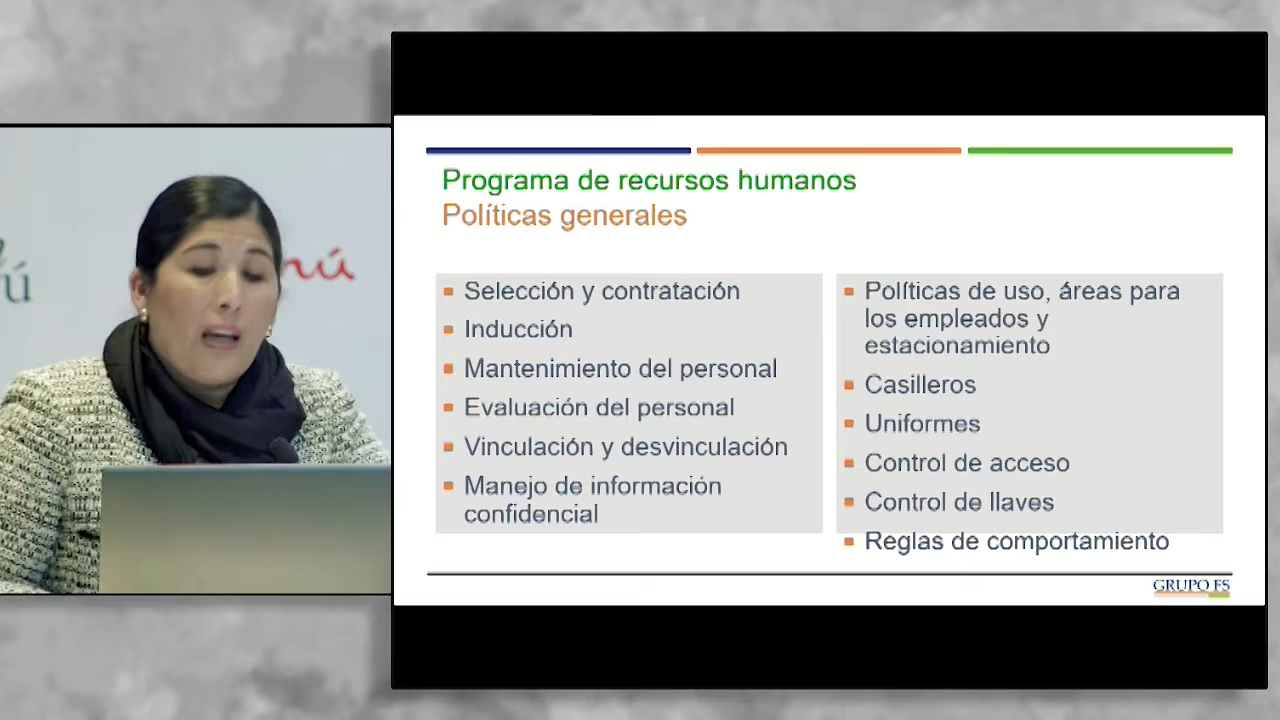 ú
nú
Programa de recursos humanos
Políticas generales
Selección y contratación
Inducción
Mantenimiento del personal
Evaluación del personal
Vinculación y desvinculación
Manejo de información
confidencial
Políticas de uso, áreas para
los empleados y
estacionamiento
Casilleros
Uniformes
Control de acceso
Control de llaves
Reglas de comportamiento
GRUPO ES